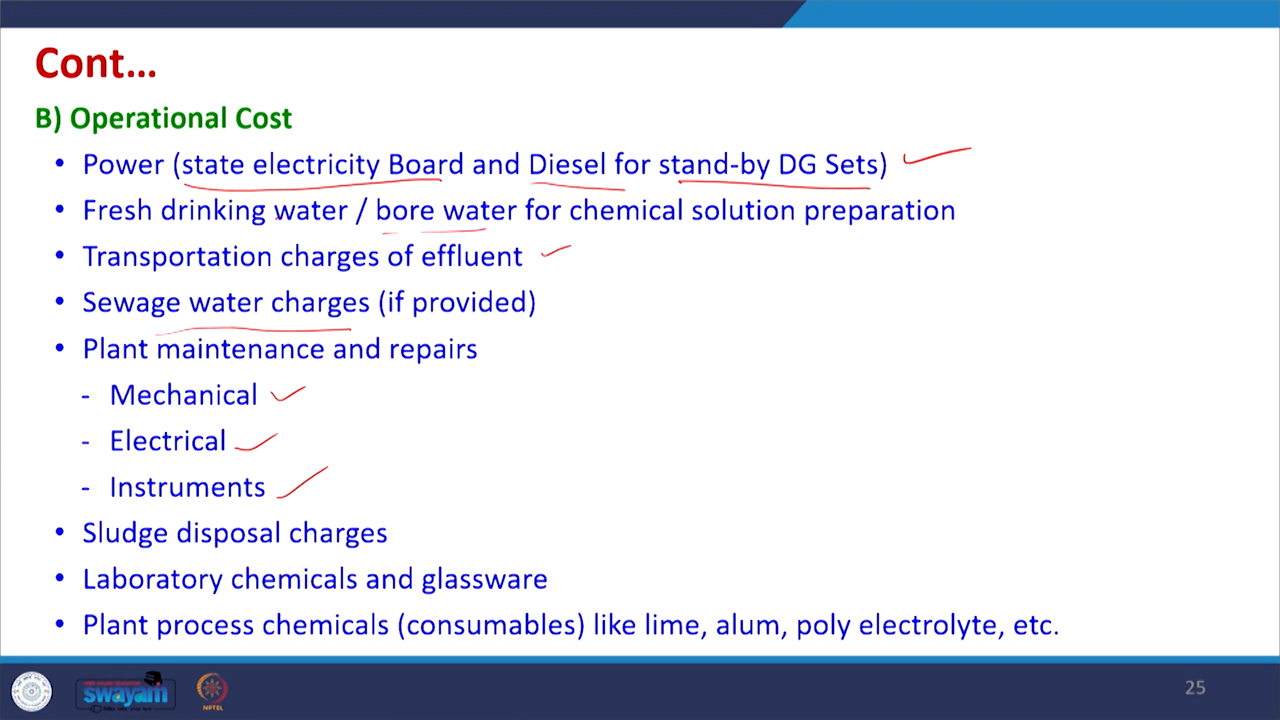 Cont...
B) Operational Cost
• Power (state electricity Board and Diesel for stand-by DG Sets)
• Fresh drinking water / bore water for chemical solution preparation
• Transportation charges of effluent
• Sewage water charges (if provided)
• Plant maintenance and repairs
- Mechanical
- Electrical
- Instruments
• Sludge disposal charges
• Laboratory chemicals and glassware
• Plant process chemicals (consumables) like lime, alum, poly electrolyte, etc.
swayam
NPTEL
25